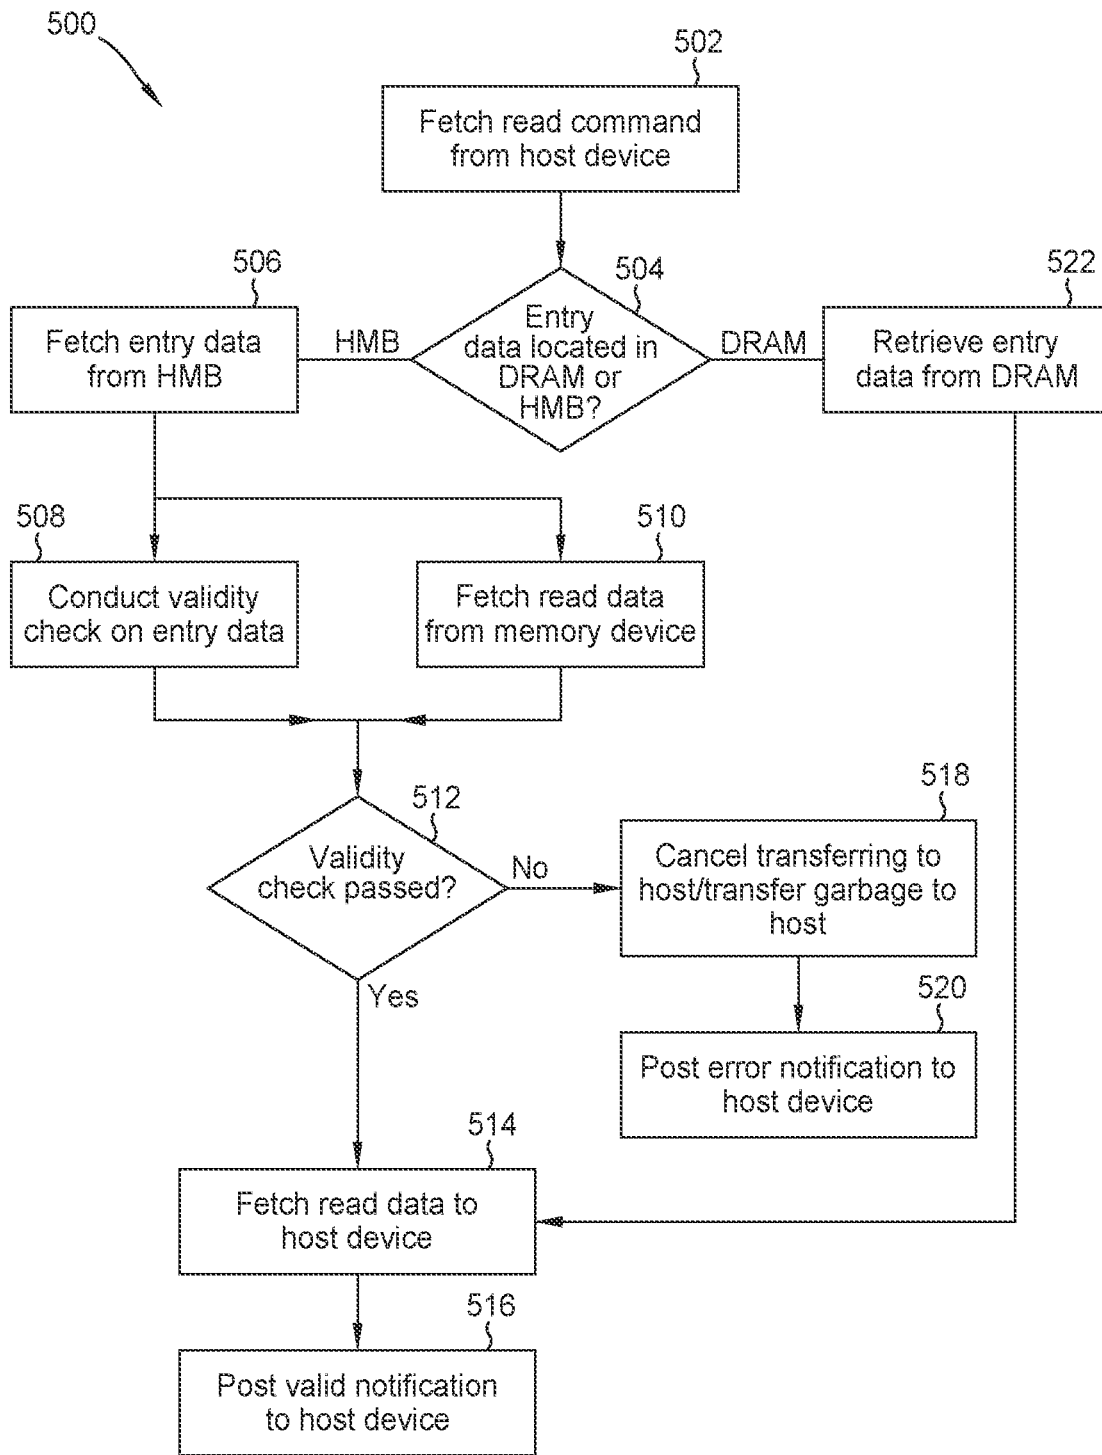 500
502
Fetch read command
from host device
504
Entry
data located in
DRAM or
HMB?
HMB
DRAM
506
Fetch entry data
from HMB
522
Retrieve entry
data from DRAM
508
Conduct validity
check on entry data
510
Fetch read data
from memory device
512
Validity
check passed?
No
Yes
518
Cancel transferring to
host/transfer garbage to
host
520
Post error notification to
host device
514
Fetch read data to
host device
516
Post valid notification
to host device